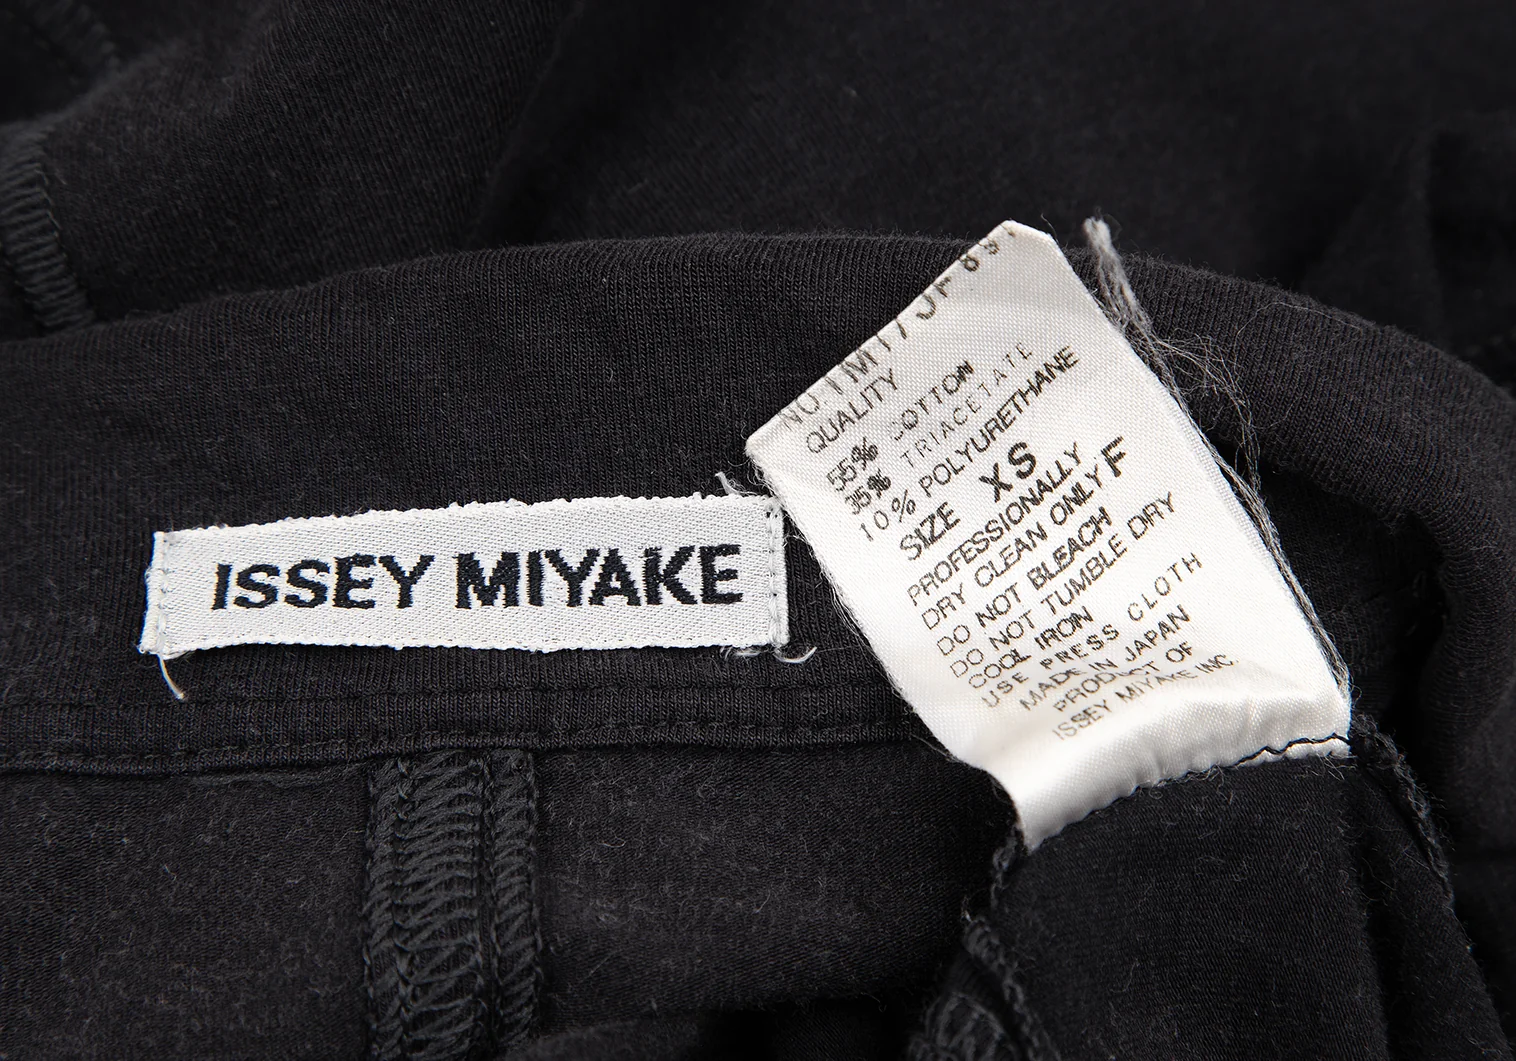 ISSEY MIYAKE
QUALITY
55% COTTON
35% TRIACETATE
10% POLYURETHANE
SIZE XS
PROFESSIONALLY
DRY CLEAN ONLY F
DO NOT BLEACH
DO NOT TUMBLE DRY
COOL IRON
USE PRESS CLOTH
MADE IN JAPAN
PRODUCT OF
ISSEY MIYAKE INC.